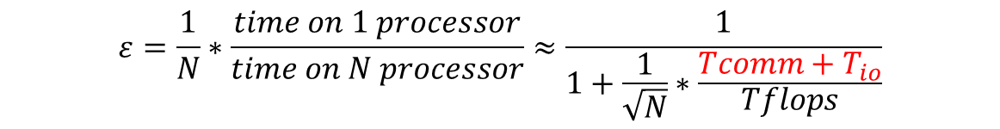 ε = 1/N * time on 1 processor / time on N processor ≈ 1 / (1 + 1/√N * (Tcomm + T_io) / Tflops)